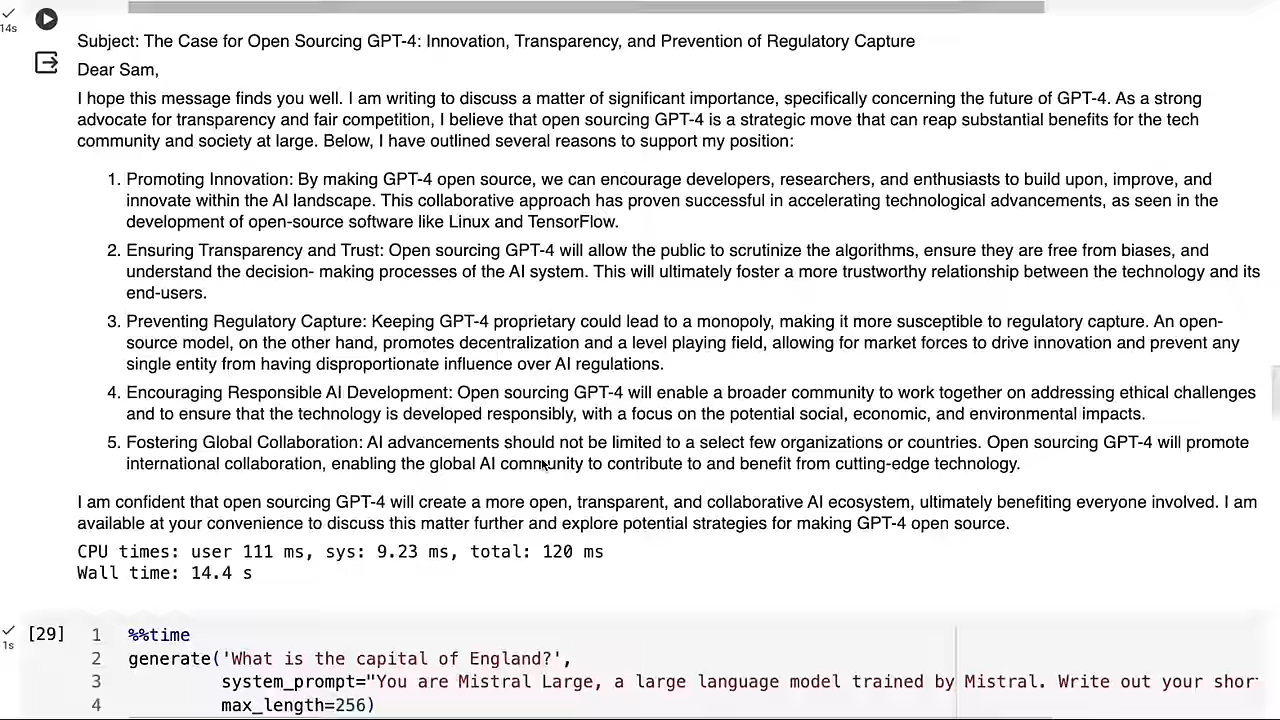 14s
Subject: The Case for Open Sourcing GPT-4: Innovation, Transparency, and Prevention of Regulatory Capture
Dear Sam,
I hope this message finds you well. I am writing to discuss a matter of significant importance, specifically concerning the future of GPT-4. As a strong
advocate for transparency and fair competition, I believe that open sourcing GPT-4 is a strategic move that can reap substantial benefits for the tech
community and society at large. Below, I have outlined several reasons to support my position:
1. Promoting Innovation: By making GPT-4 open source, we can encourage developers, researchers, and enthusiasts to build upon, improve, and
innovate within the AI landscape. This collaborative approach has proven successful in accelerating technological advancements, as seen in the
development of open-source software like Linux and TensorFlow.
2. Ensuring Transparency and Trust: Open sourcing GPT-4 will allow the public to scrutinize the algorithms, ensure they are free from biases, and
understand the decision- making processes of the AI system. This will ultimately foster a more trustworthy relationship between the technology and its
end-users.
3. Preventing Regulatory Capture: Keeping GPT-4 proprietary could lead to a monopoly, making it more susceptible to regulatory capture. An open-
source model, on the other hand, promotes decentralization and a level playing field, allowing for market forces to drive innovation and prevent any
single entity from having disproportionate influence over AI regulations.
4. Encouraging Responsible AI Development: Open sourcing GPT-4 will enable a broader community to work together on addressing ethical challenges
and to ensure that the technology is developed responsibly, with a focus on the potential social, economic, and environmental impacts.
5. Fostering Global Collaboration: AI advancements should not be limited to a select few organizations or countries. Open sourcing GPT-4 will promote
international collaboration, enabling the global AI community to contribute to and benefit from cutting-edge technology.
I am confident that open sourcing GPT-4 will create a more open, transparent, and collaborative AI ecosystem, ultimately benefiting everyone involved. I am
available at your convenience to discuss this matter further and explore potential strategies for making GPT-4 open source.
CPU times: user 111 ms, sys: 9.23 ms, total: 120 ms
Wall time: 14.4 s
1s
[29] 1 %%time
2 generate('What is the capital of England?',
3 system_prompt="You are Mistral Large, a large language model trained by Mistral. Write out your shor
4 max_length=256)